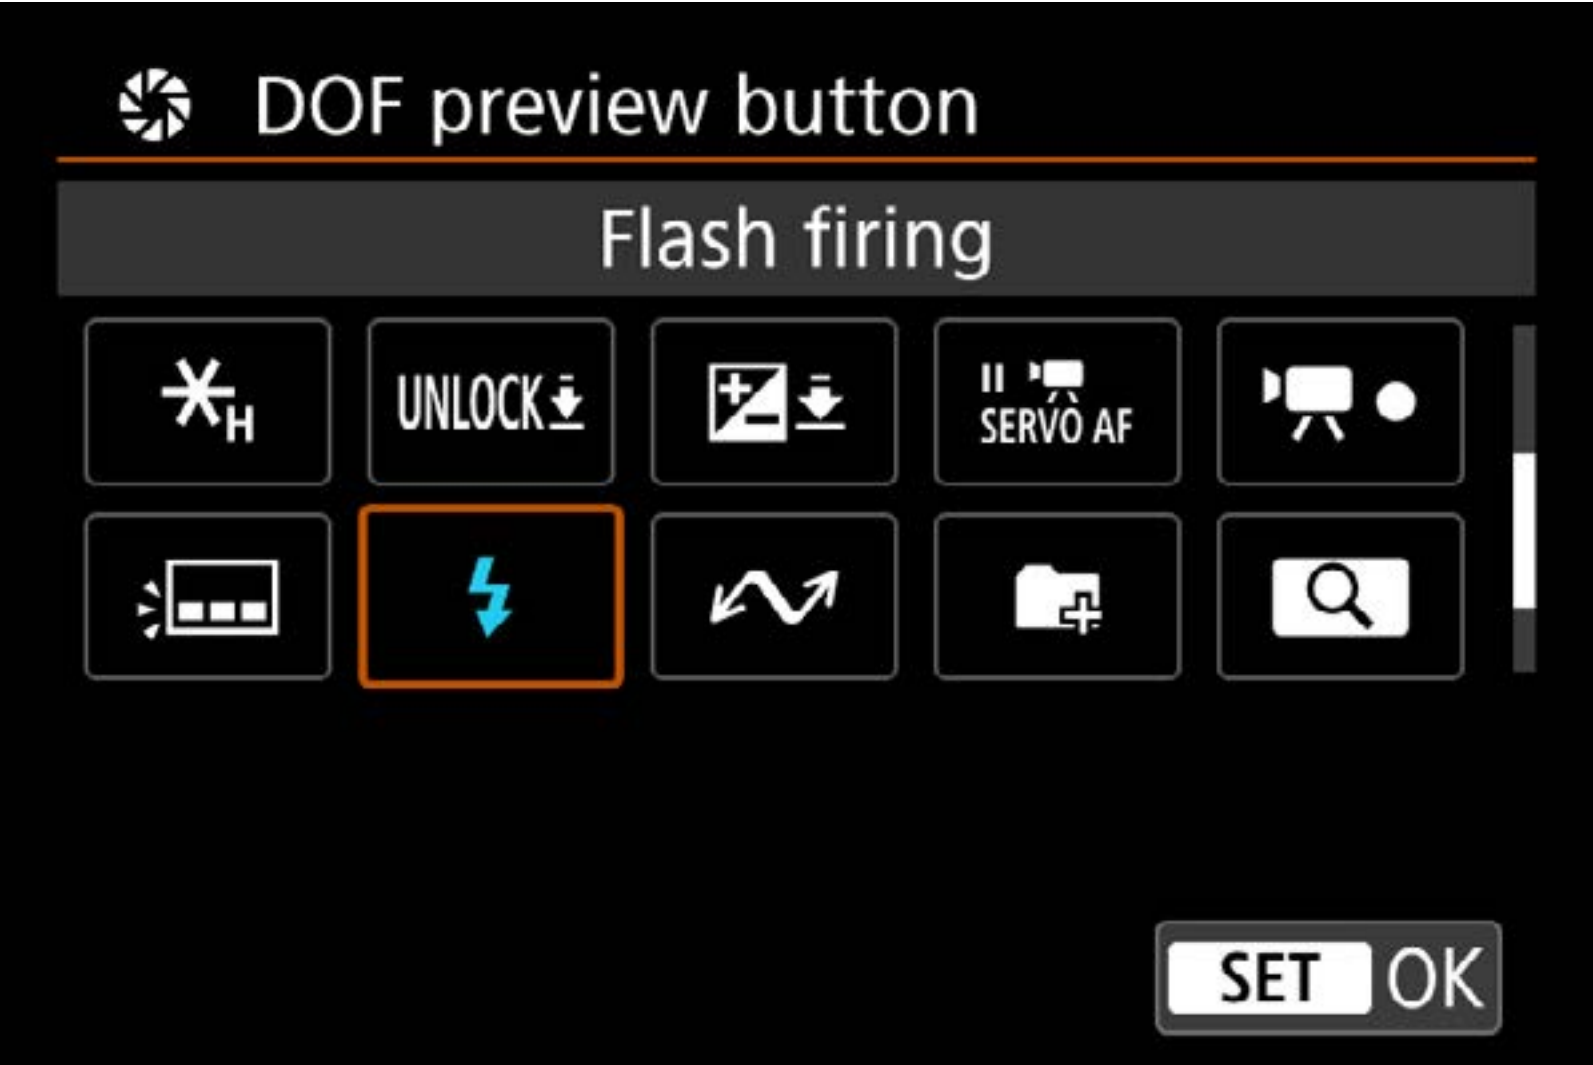 DOF preview button
Flash firing
H
UNLOCK
SERVO AF
SET OK